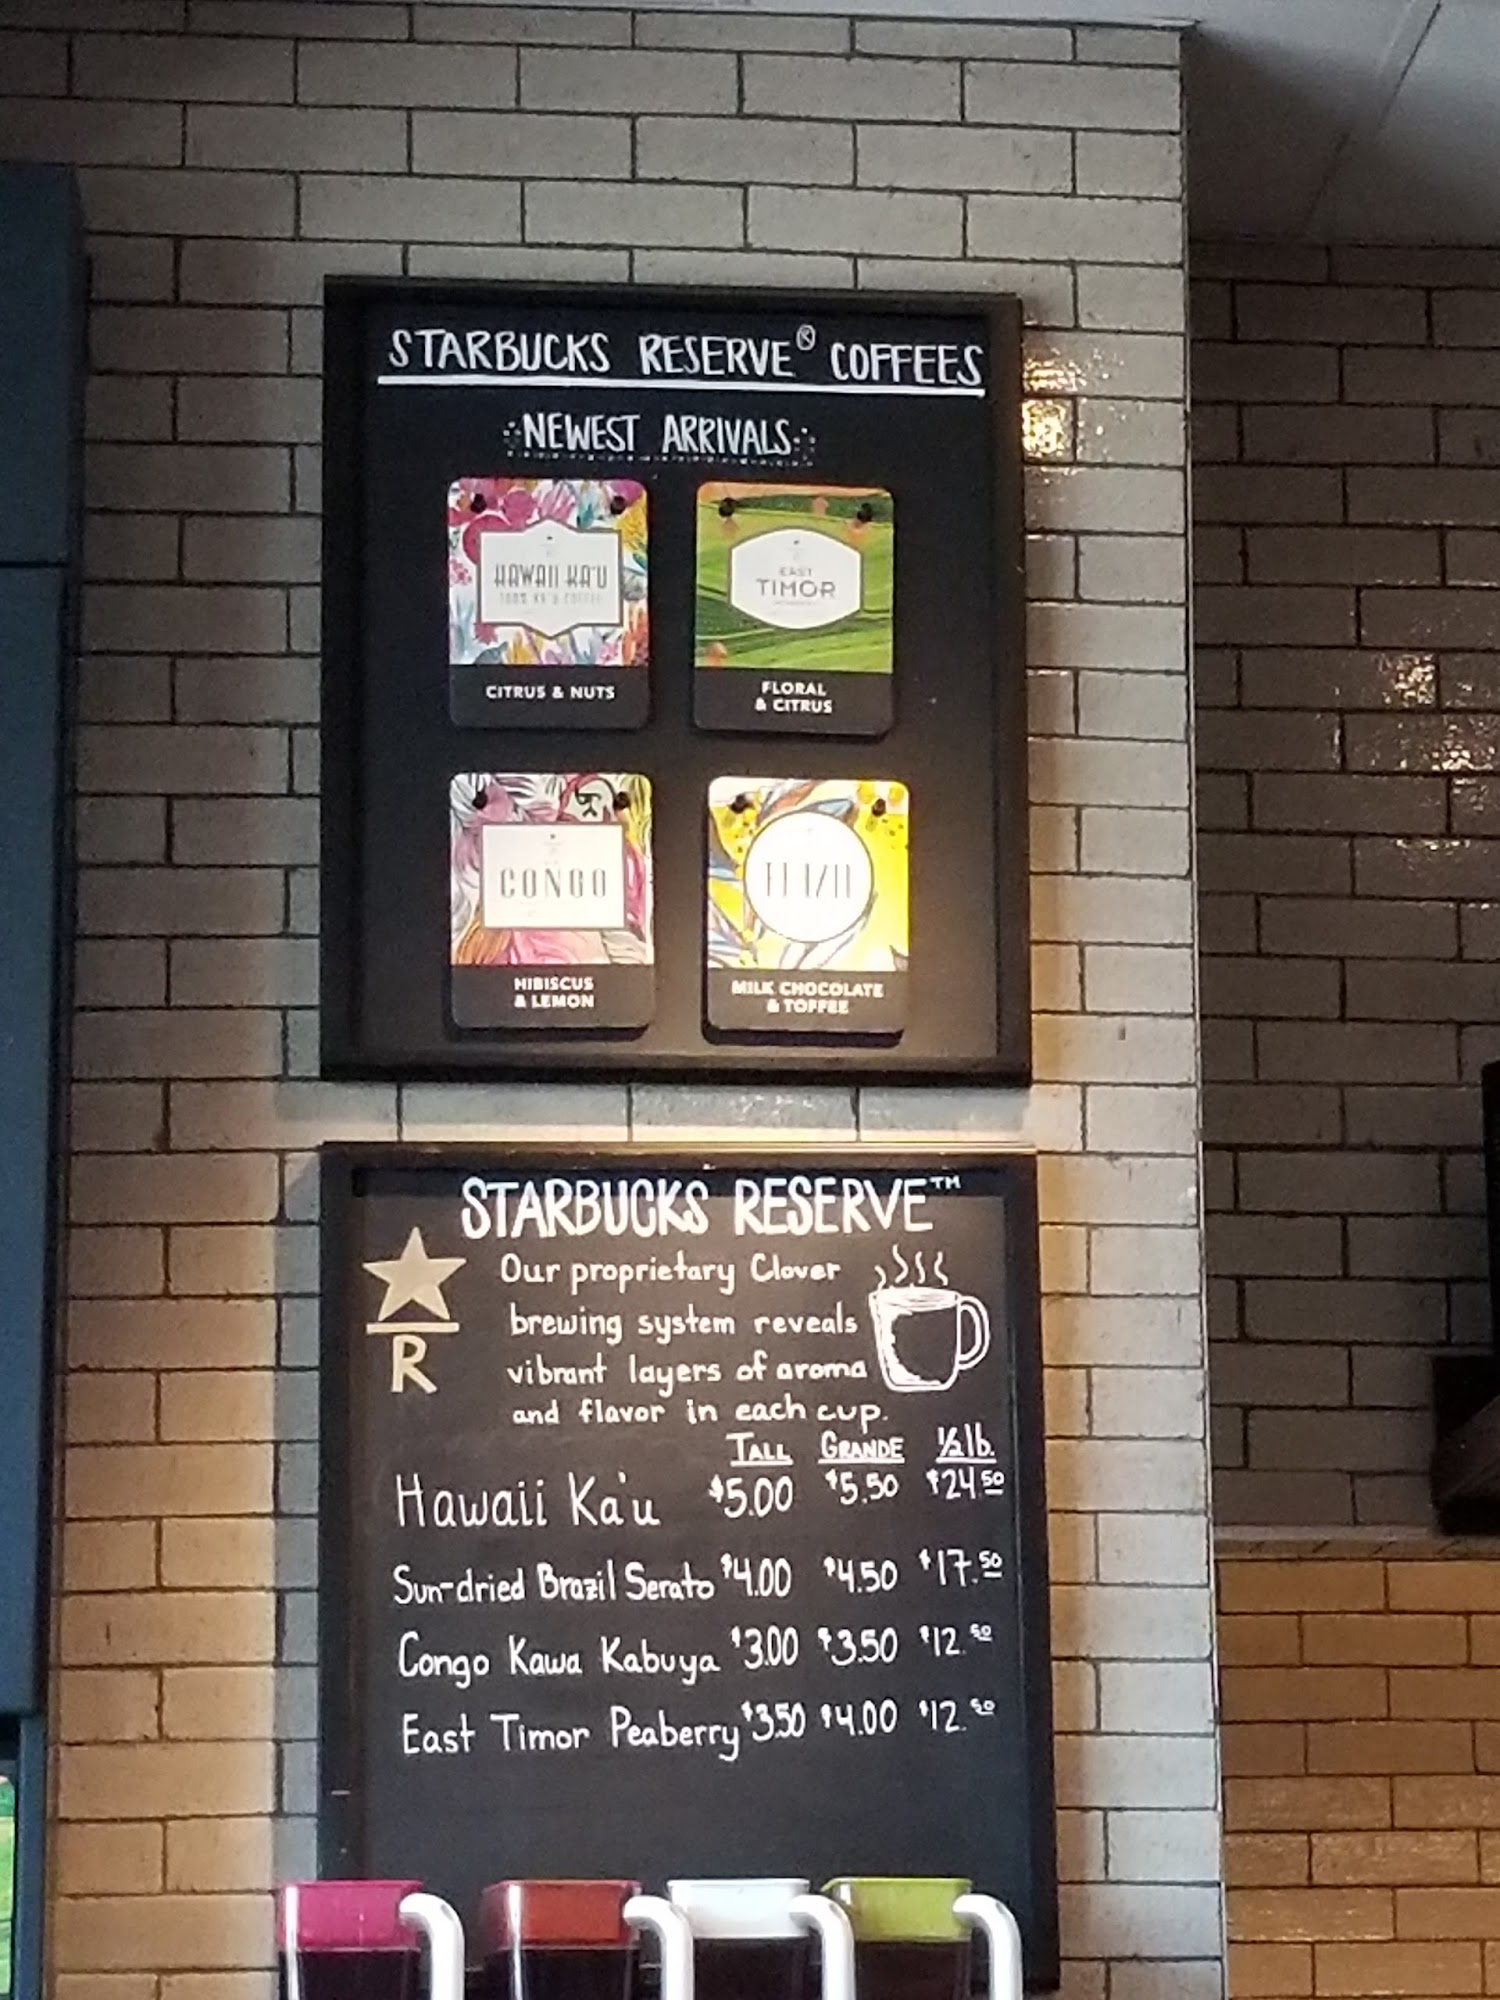 STARBUCKS RESERVE® COFFEES
NEWEST ARRIVALS
HAWAII KA'U
100% KA'U COFFEE
CITRUS & NUTS
EAST
TIMOR
FLORAL
& CITRUS
CONGO
HIBISCUS
& LEMON
MILK CHOCOLATE
& TOFFEE
STARBUCKS RESERVE™
R
Our proprietary Clover
brewing system reveals
vibrant layers of aroma
and flavor in each cup.
TALL GRANDE ½lb.
Hawaii Ka'u $5.00 $5.50 $24.50
Sun-dried Brazil Serato $4.00 $4.50 $17.50
Congo Kawa Kabuya $3.00 $3.50 $12.50
East Timor Peaberry $3.50 $4.00 $12.50